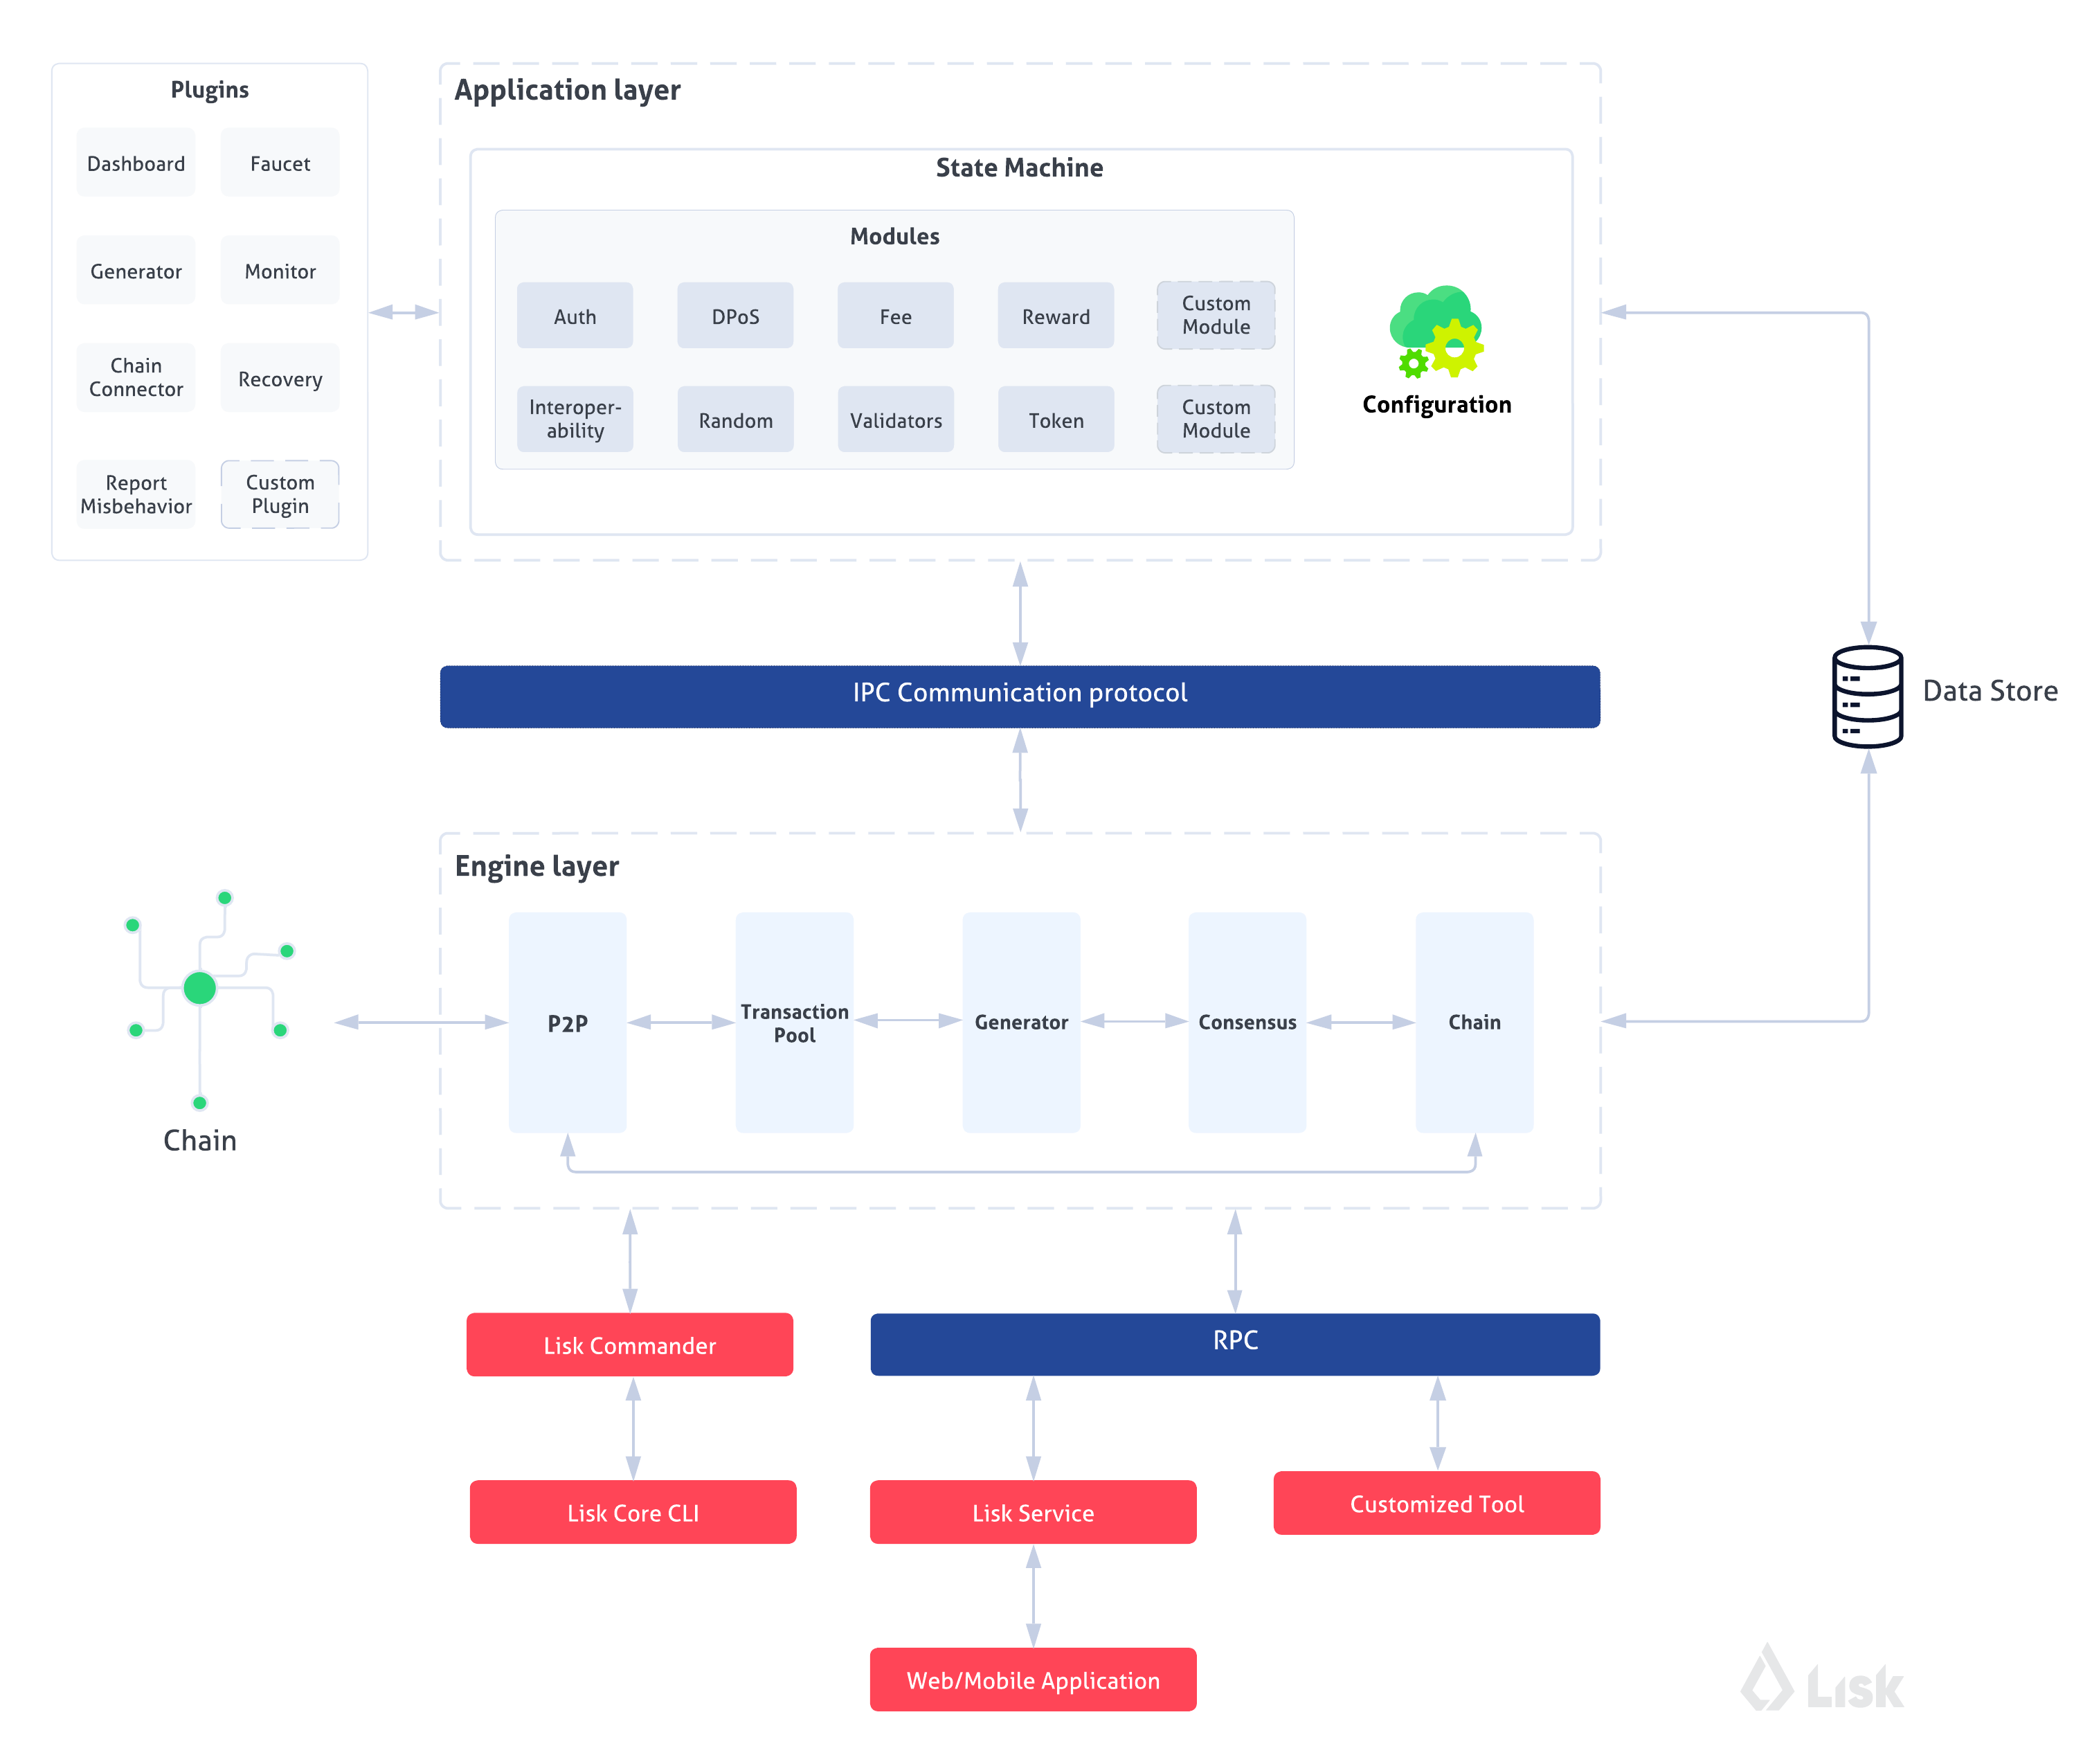 Plugins
Dashboard
Faucet
Generator
Monitor
Chain
Connector
Recovery
Report
Misbehavior
Custom
Plugin
Application layer
State Machine
Modules
Auth
DPoS
Fee
Reward
Custom
Module
Interoper-
ability
Random
Validators
Token
Custom
Module
Configuration
IPC Communication protocol
Data Store
Engine layer
P2P
Transaction
Pool
Generator
Consensus
Chain
Chain
Lisk Commander
RPC
Lisk Core CLI
Lisk Service
Customized Tool
Web/Mobile Application
Lisk